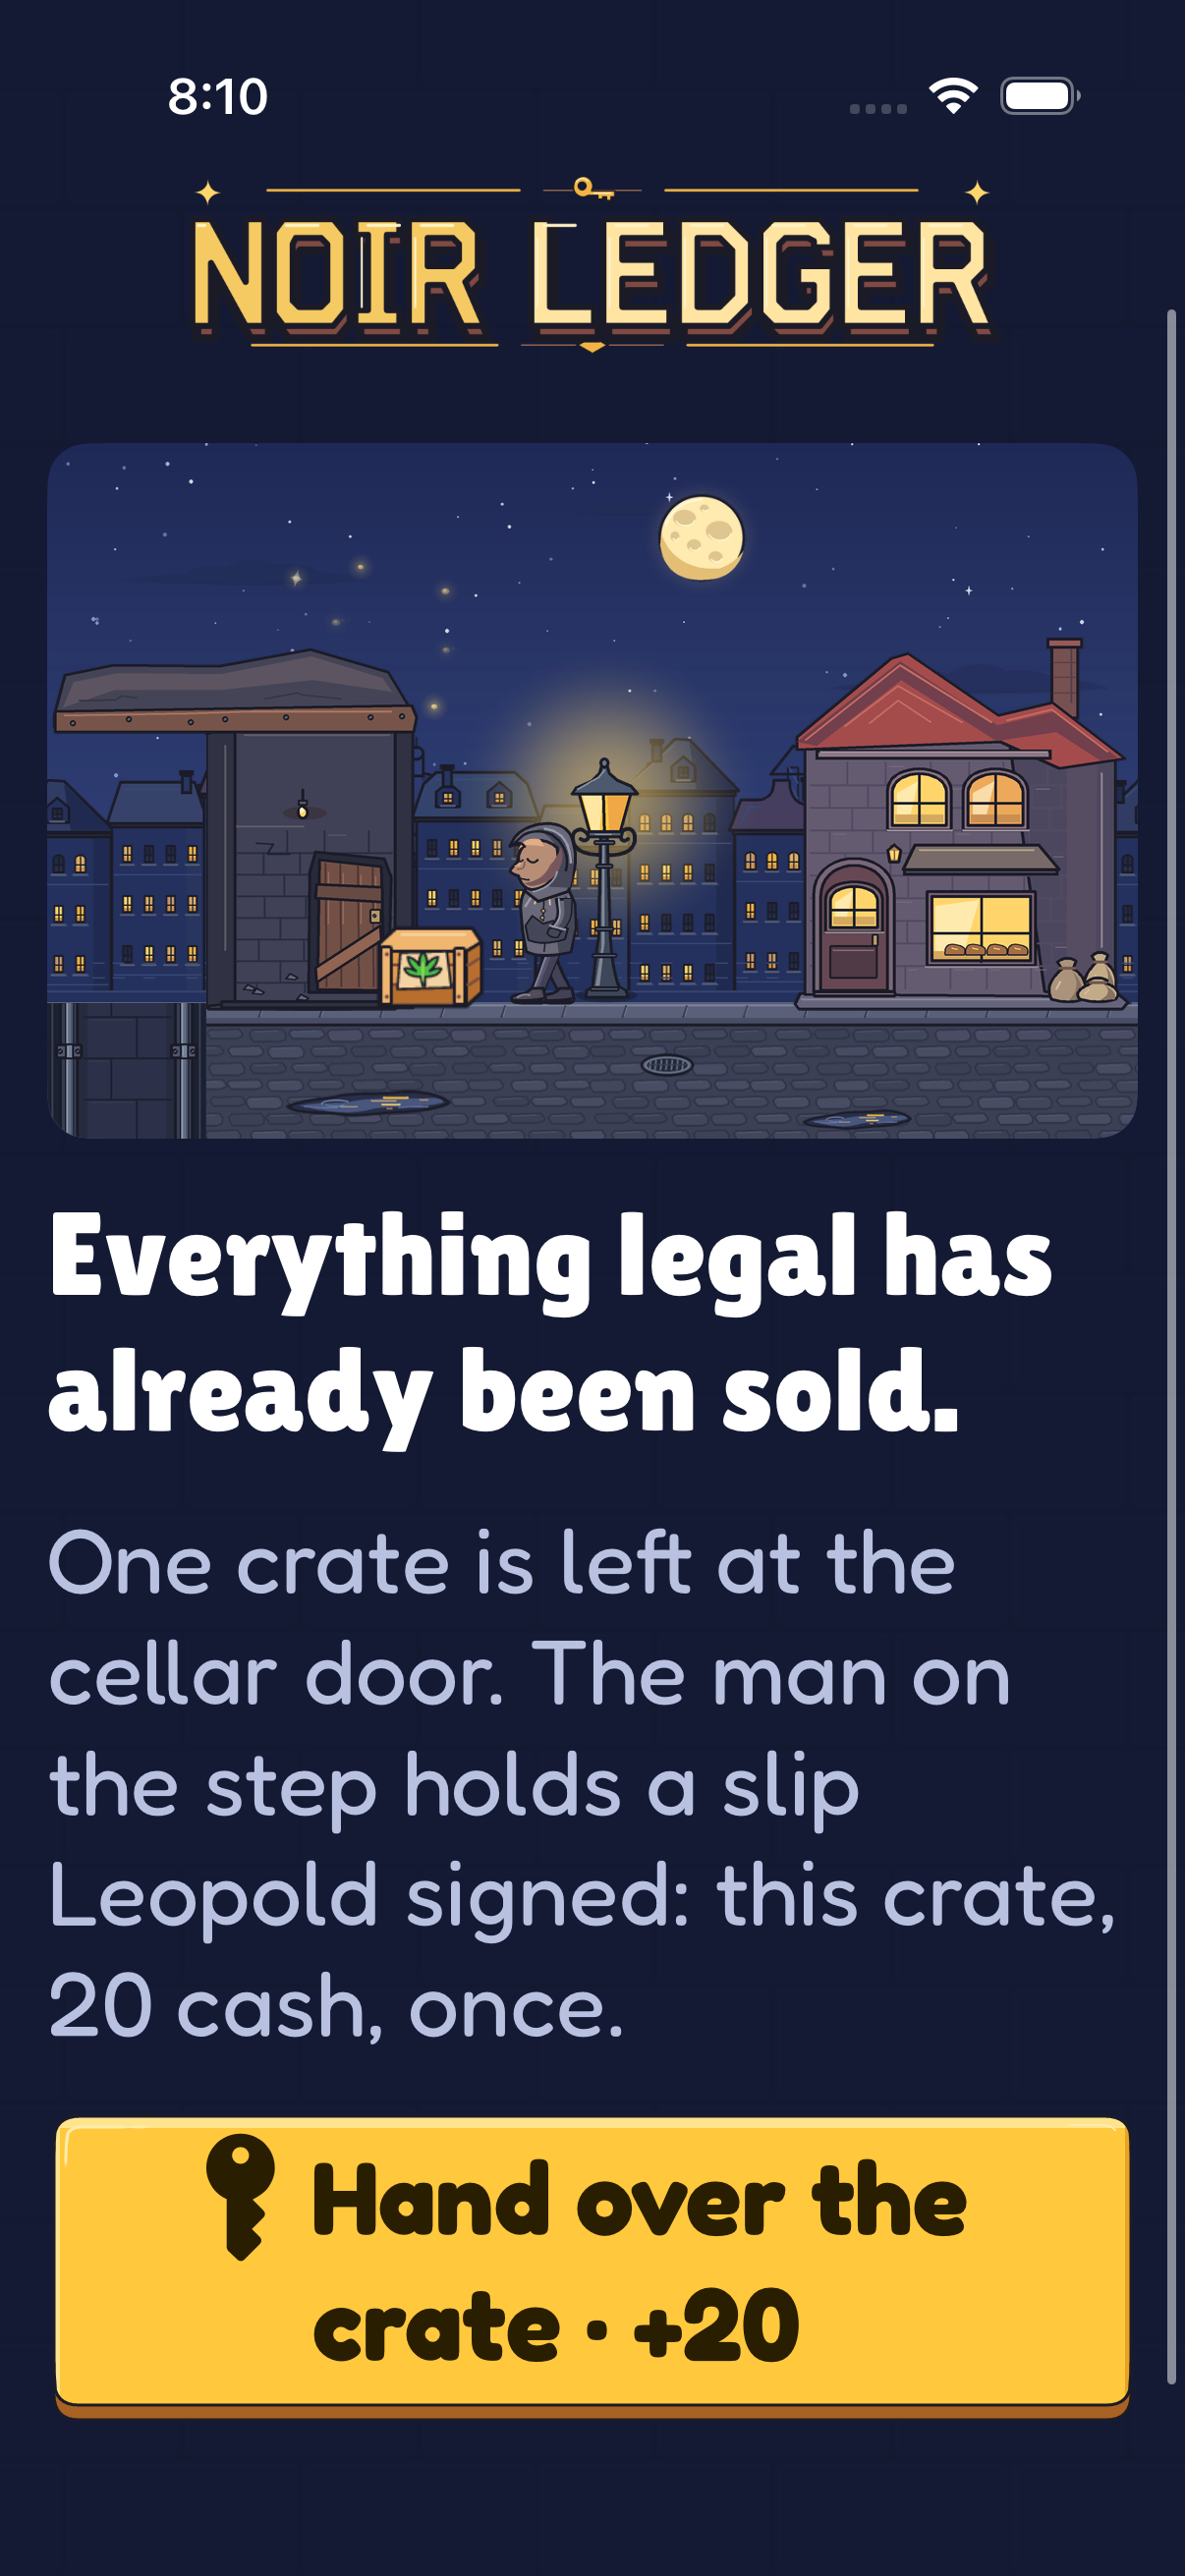 8:10
NOIR LEDGER
Everything legal has
already been sold.
One crate is left at the
cellar door. The man on
the step holds a slip
Leopold signed: this crate,
20 cash, once.
Hand over the
crate · +20